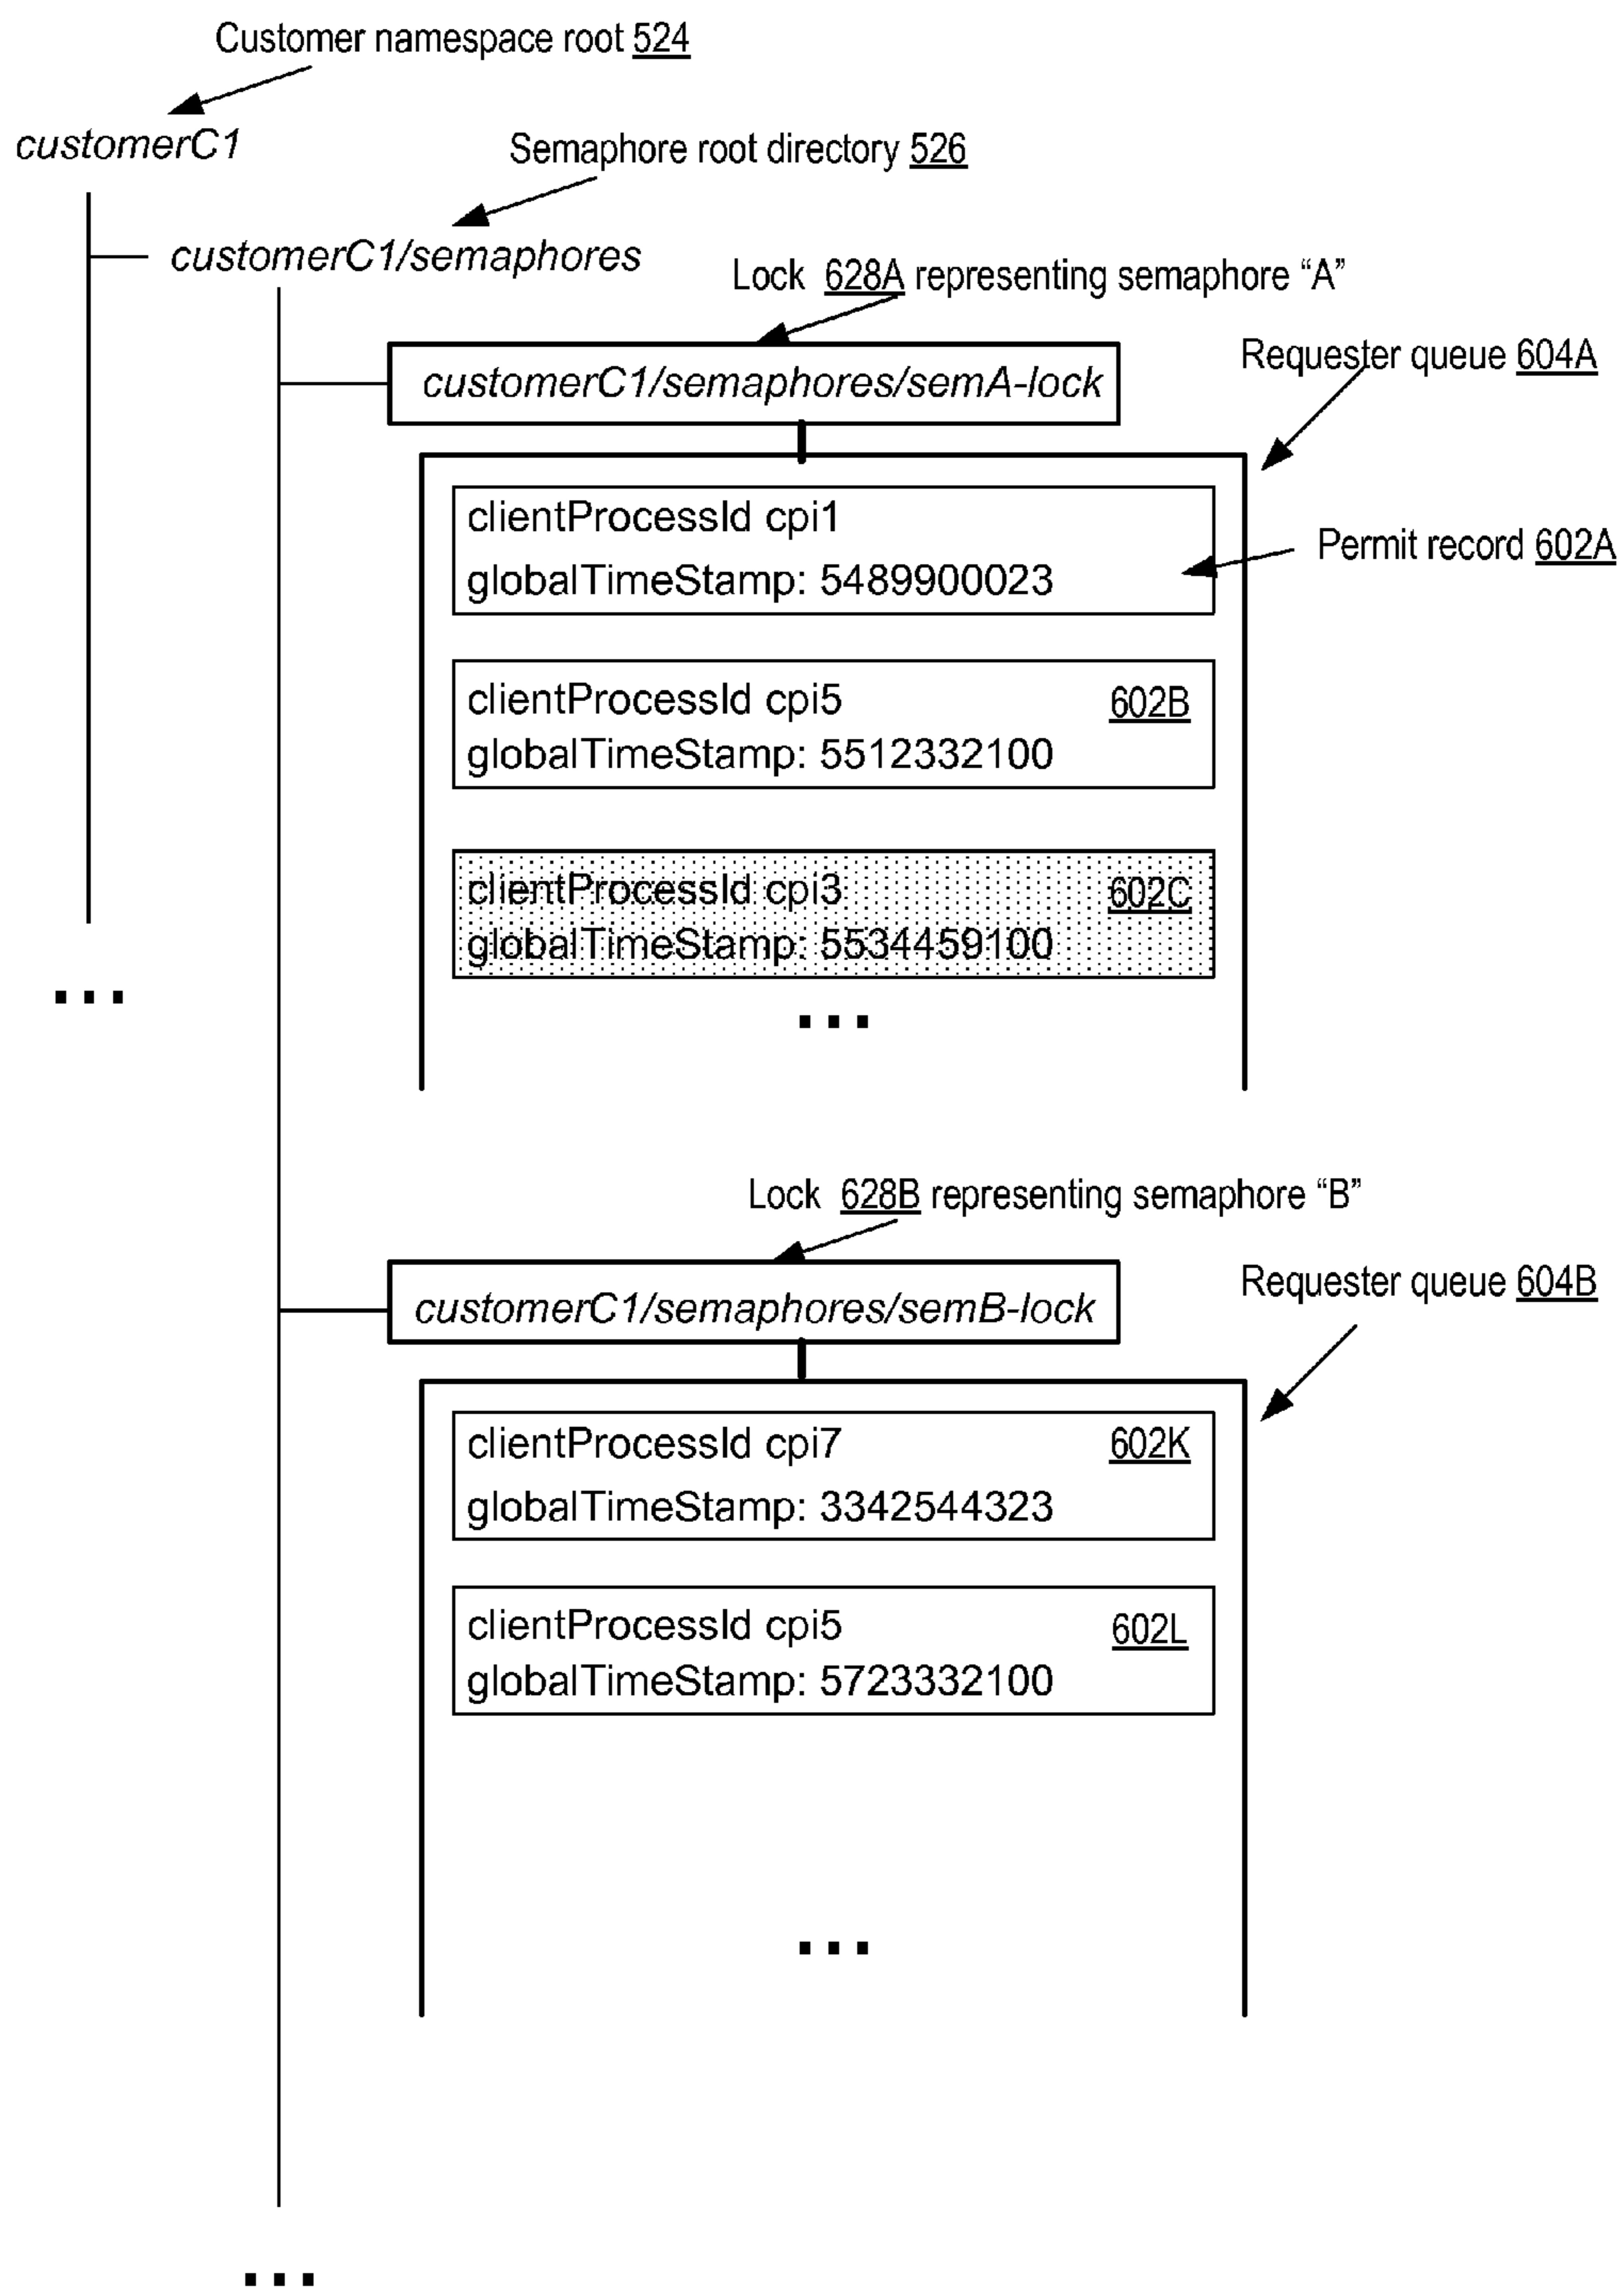 Customer namespace root 524
customerC1
Semaphore root directory 526
customerC1/semaphores
Lock 628A representing semaphore “A”
customerC1/semaphores/semA-lock
Requester queue 604A
clientProcessId cpi1
globalTimeStamp: 5489900023
Permit record 602A
clientProcessId cpi5 602B
globalTimeStamp: 5512332100
clientProcessId cpi3 602C
globalTimeStamp: 5534459100
...
...
Lock 628B representing semaphore “B”
customerC1/semaphores/semB-lock
Requester queue 604B
clientProcessId cpi7 602K
globalTimeStamp: 3342544323
clientProcessId cpi5 602L
globalTimeStamp: 5723332100
...
...